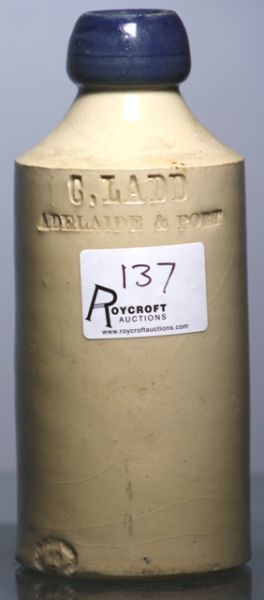 C. LADD
ADELAIDE & PORT
137
ROYCROFT
AUCTIONS
www.roycroftauctions.com